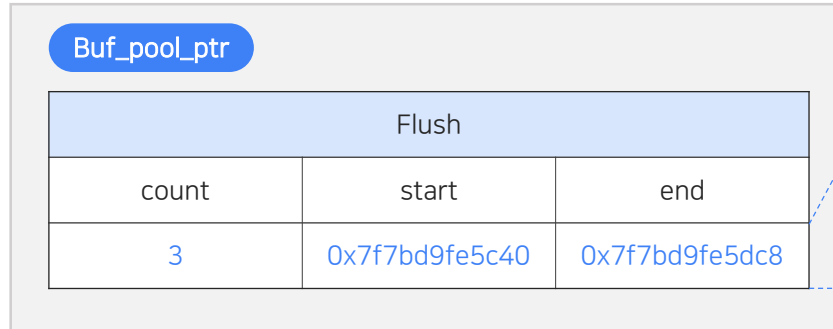 Buf_pool_ptr
Flush
count start end
3 0x7f7bd9fe5c40 0x7f7bd9fe5dc8